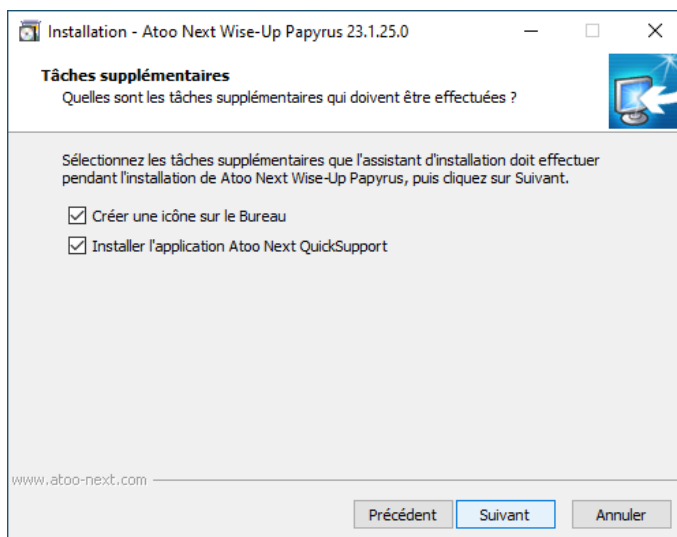 Installation - Atoo Next Wise-Up Papyrus 23.1.25.0
Tâches supplémentaires
Quelles sont les tâches supplémentaires qui doivent être effectuées ?
Sélectionnez les tâches supplémentaires que l'assistant d'installation doit effectuer
pendant l'installation de Atoo Next Wise-Up Papyrus, puis cliquez sur Suivant.
Créer une icône sur le Bureau
Installer l'application Atoo Next QuickSupport
www.atoo-next.com
Précédent Suivant Annuler